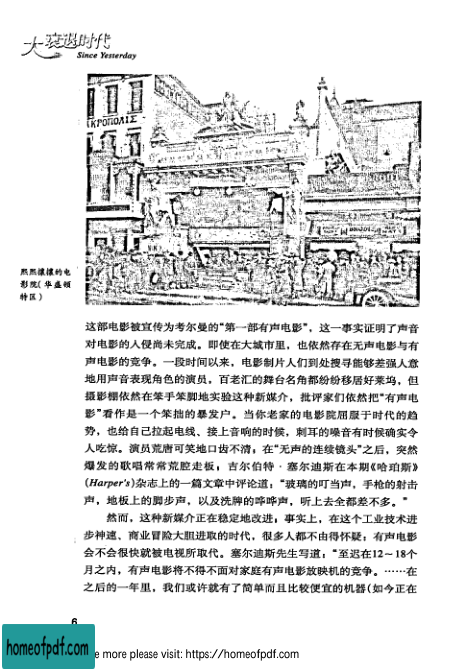 大衰退时代
Since Yesterday
ΚΡΟΠΟΛΙΣ
熙熙攘攘的电
影院(华盛顿
特区)
这部电影被宣传为考尔曼的“第一部有声电影”，这一事实证明了声音
对电影的入侵尚未完成。即使在大城市里，也依然存在无声电影与有
声电影的竞争。一段时间以来，电影制片人们到处搜寻能够差强人意
地用声音表现角色的演员，百老汇的舞台名角都纷纷移居好莱坞，但
摄影棚依然在笨手笨脚地实验这种新媒介，批评家们依然把“有声电
影”看作是一个笨拙的暴发户。当你老家的电影院屈服于时代的趋
势，也给自己拉起电线、接上音响的时候，刺耳的噪音有时候确实令
人吃惊。演员荒唐可笑地口齿不清；在“无声的连续镜头”之后，突然
爆发的歌唱常常荒腔走板；吉尔伯特·塞尔迪斯在本期《哈珀斯》
(Harper's)杂志上的一篇文章中评论道：“玻璃的叮当声，手枪的射击
声，地板上的脚步声，以及洗牌的哗哗声，听上去全都差不多。”
然而，这种新媒介正在稳定地改进；事实上，在这个工业技术进
步神速、商业冒险大胆进取的时代，很多人都不由得怀疑：有声电影
会不会很快就被电视所取代。塞尔迪斯先生写道：“至迟在12～18个
月之内，有声电影将不得不面对家庭有声电影放映机的竞争。……在
之后的一年里，我们或许就有了简单而且比较便宜的机器(如今正在
6
homeofpdf.com
e more please visit: https://homeofpdf.com